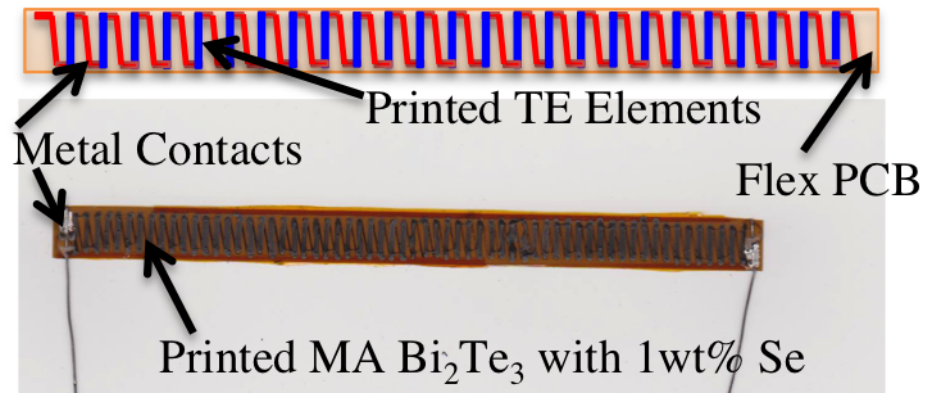 Printed TE Elements
Metal Contacts
Flex PCB
Printed MA Bi₂Te₃ with 1wt% Se